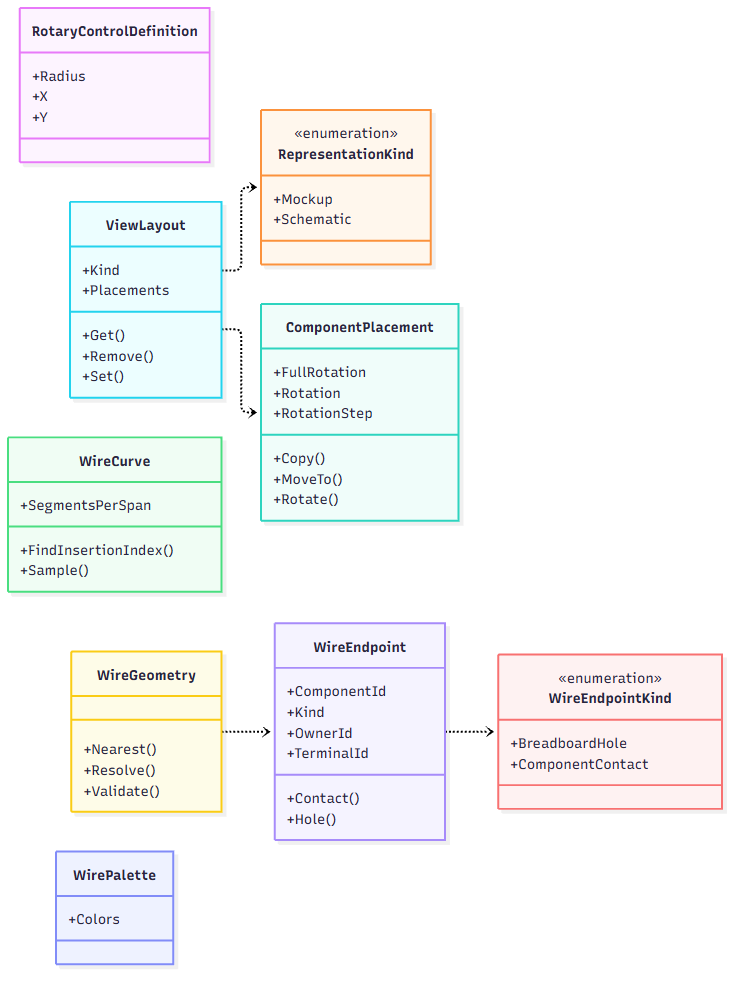 RotaryControlDefinition
+Radius
+X
+Y
«enumeration»
RepresentationKind
+Mockup
+Schematic
ViewLayout
+Kind
+Placements
+Get()
+Remove()
+Set()
ComponentPlacement
+FullRotation
+Rotation
+RotationStep
+Copy()
+MoveTo()
+Rotate()
WireCurve
+SegmentsPerSpan
+FindInsertionIndex()
+Sample()
WireGeometry
+Nearest()
+Resolve()
+Validate()
WireEndpoint
+ComponentId
+Kind
+OwnerId
+TerminalId
+Contact()
+Hole()
«enumeration»
WireEndpointKind
+BreadboardHole
+ComponentContact
WirePalette
+Colors